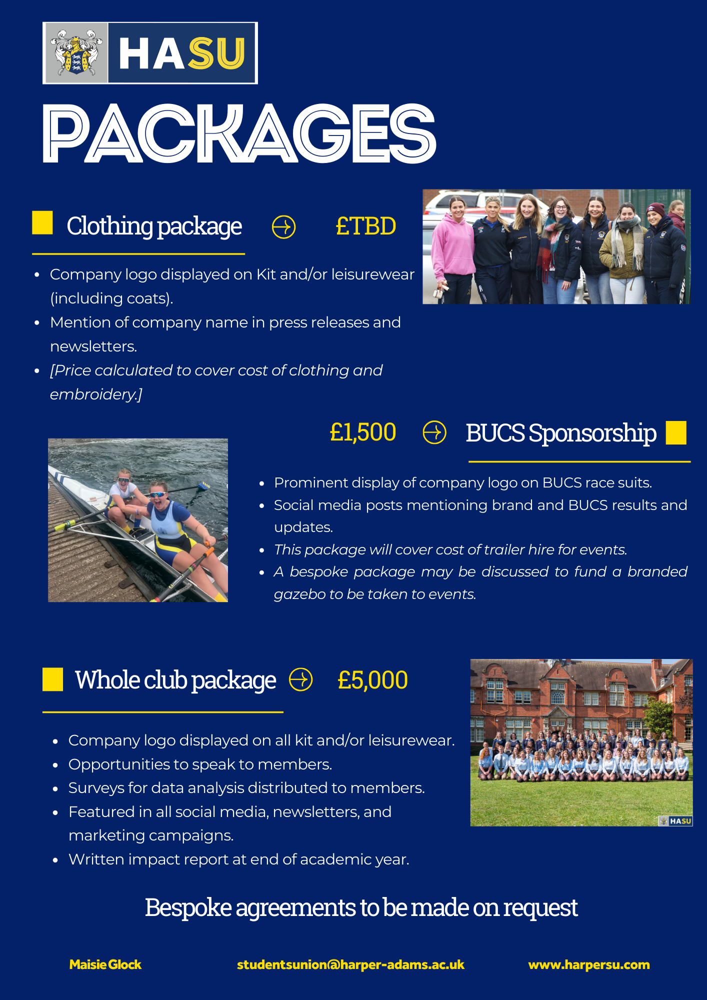 HASU
PACKAGES
Clothing package
£TBD
Company logo displayed on Kit and/or leisurewear
(including coats).
Mention of company name in press releases and
newsletters.
[Price calculated to cover cost of clothing and
embroidery.]
£1,500
BUCS Sponsorship
Prominent display of company logo on BUCS race suits.
Social media posts mentioning brand and BUCS results and
updates.
This package will cover cost of trailer hire for events.
A bespoke package may be discussed to fund a branded
gazebo to be taken to events.
Whole club package
£5,000
Company logo displayed on all kit and/or leisurewear.
Opportunities to speak to members.
Surveys for data analysis distributed to members.
Featured in all social media, newsletters, and
marketing campaigns.
Written impact report at end of academic year.
HASU
Bespoke agreements to be made on request
Maisie Glock
studentsunion@harper-adams.ac.uk
www.harpersu.com